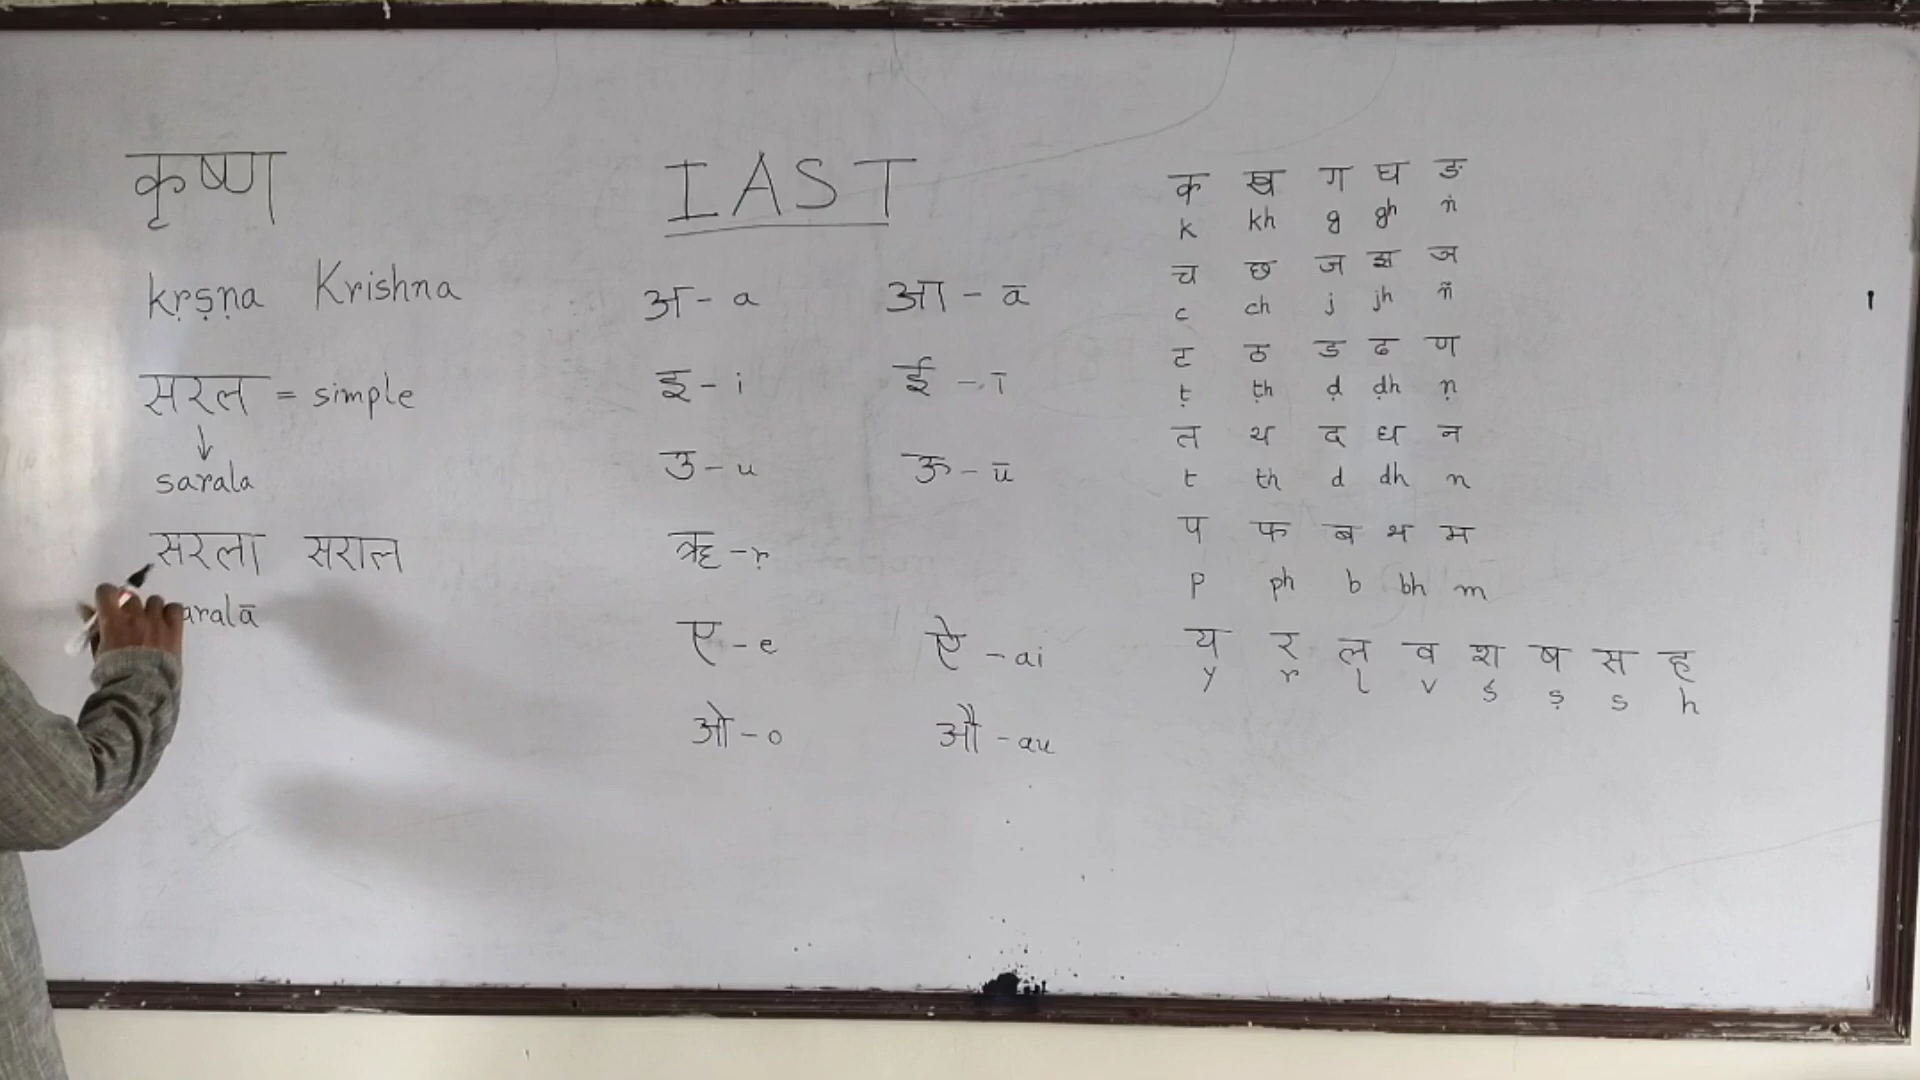 कृष्ण
kṛṣṇa Krishna
सरल = simple
↓
sarala
सरला सराल
aralā
IAST
अ - a आ - ā
इ - i ई - ī
उ - u ऊ - ū
ऋ - ṛ
ए - e ऐ - ai
ओ - o औ - au
क ख ग घ ङ
k kh g gh ṅ
च छ ज झ ञ
c ch j jh ñ
ट ठ ड ढ ण
ṭ ṭh ḍ ḍh ṇ
त थ द ध न
t th d dh n
प फ ब भ म
p ph b bh m
य र ल व श ष स ह
y r l v ś ṣ s h